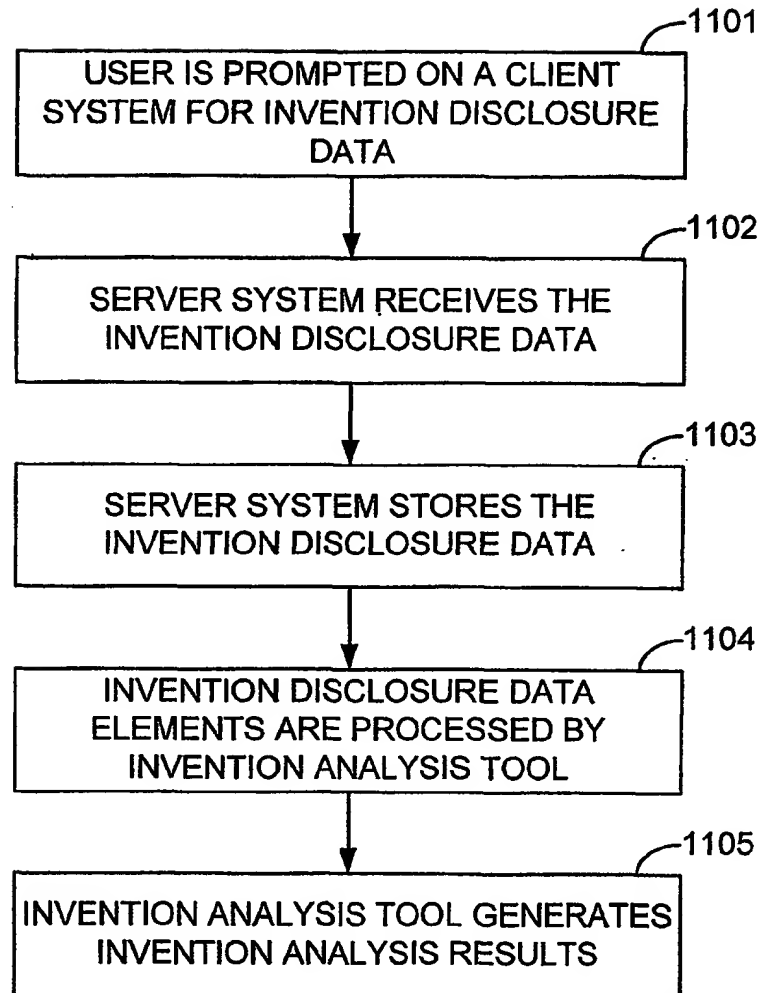 1101
USER IS PROMPTED ON A CLIENT
SYSTEM FOR INVENTION DISCLOSURE
DATA
1102
SERVER SYSTEM RECEIVES THE
INVENTION DISCLOSURE DATA
1103
SERVER SYSTEM STORES THE
INVENTION DISCLOSURE DATA
1104
INVENTION DISCLOSURE DATA
ELEMENTS ARE PROCESSED BY
INVENTION ANALYSIS TOOL
1105
INVENTION ANALYSIS TOOL GENERATES
INVENTION ANALYSIS RESULTS